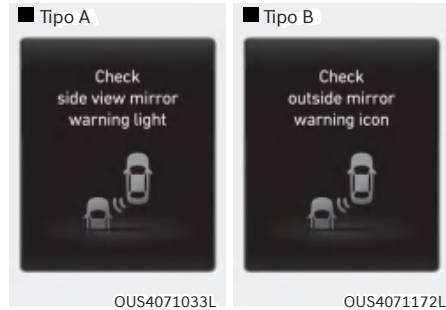 Tipo A
Check
side view mirror
warning light
OUS4071033L
Tipo B
Check
outside mirror
warning icon
OUS4071172L